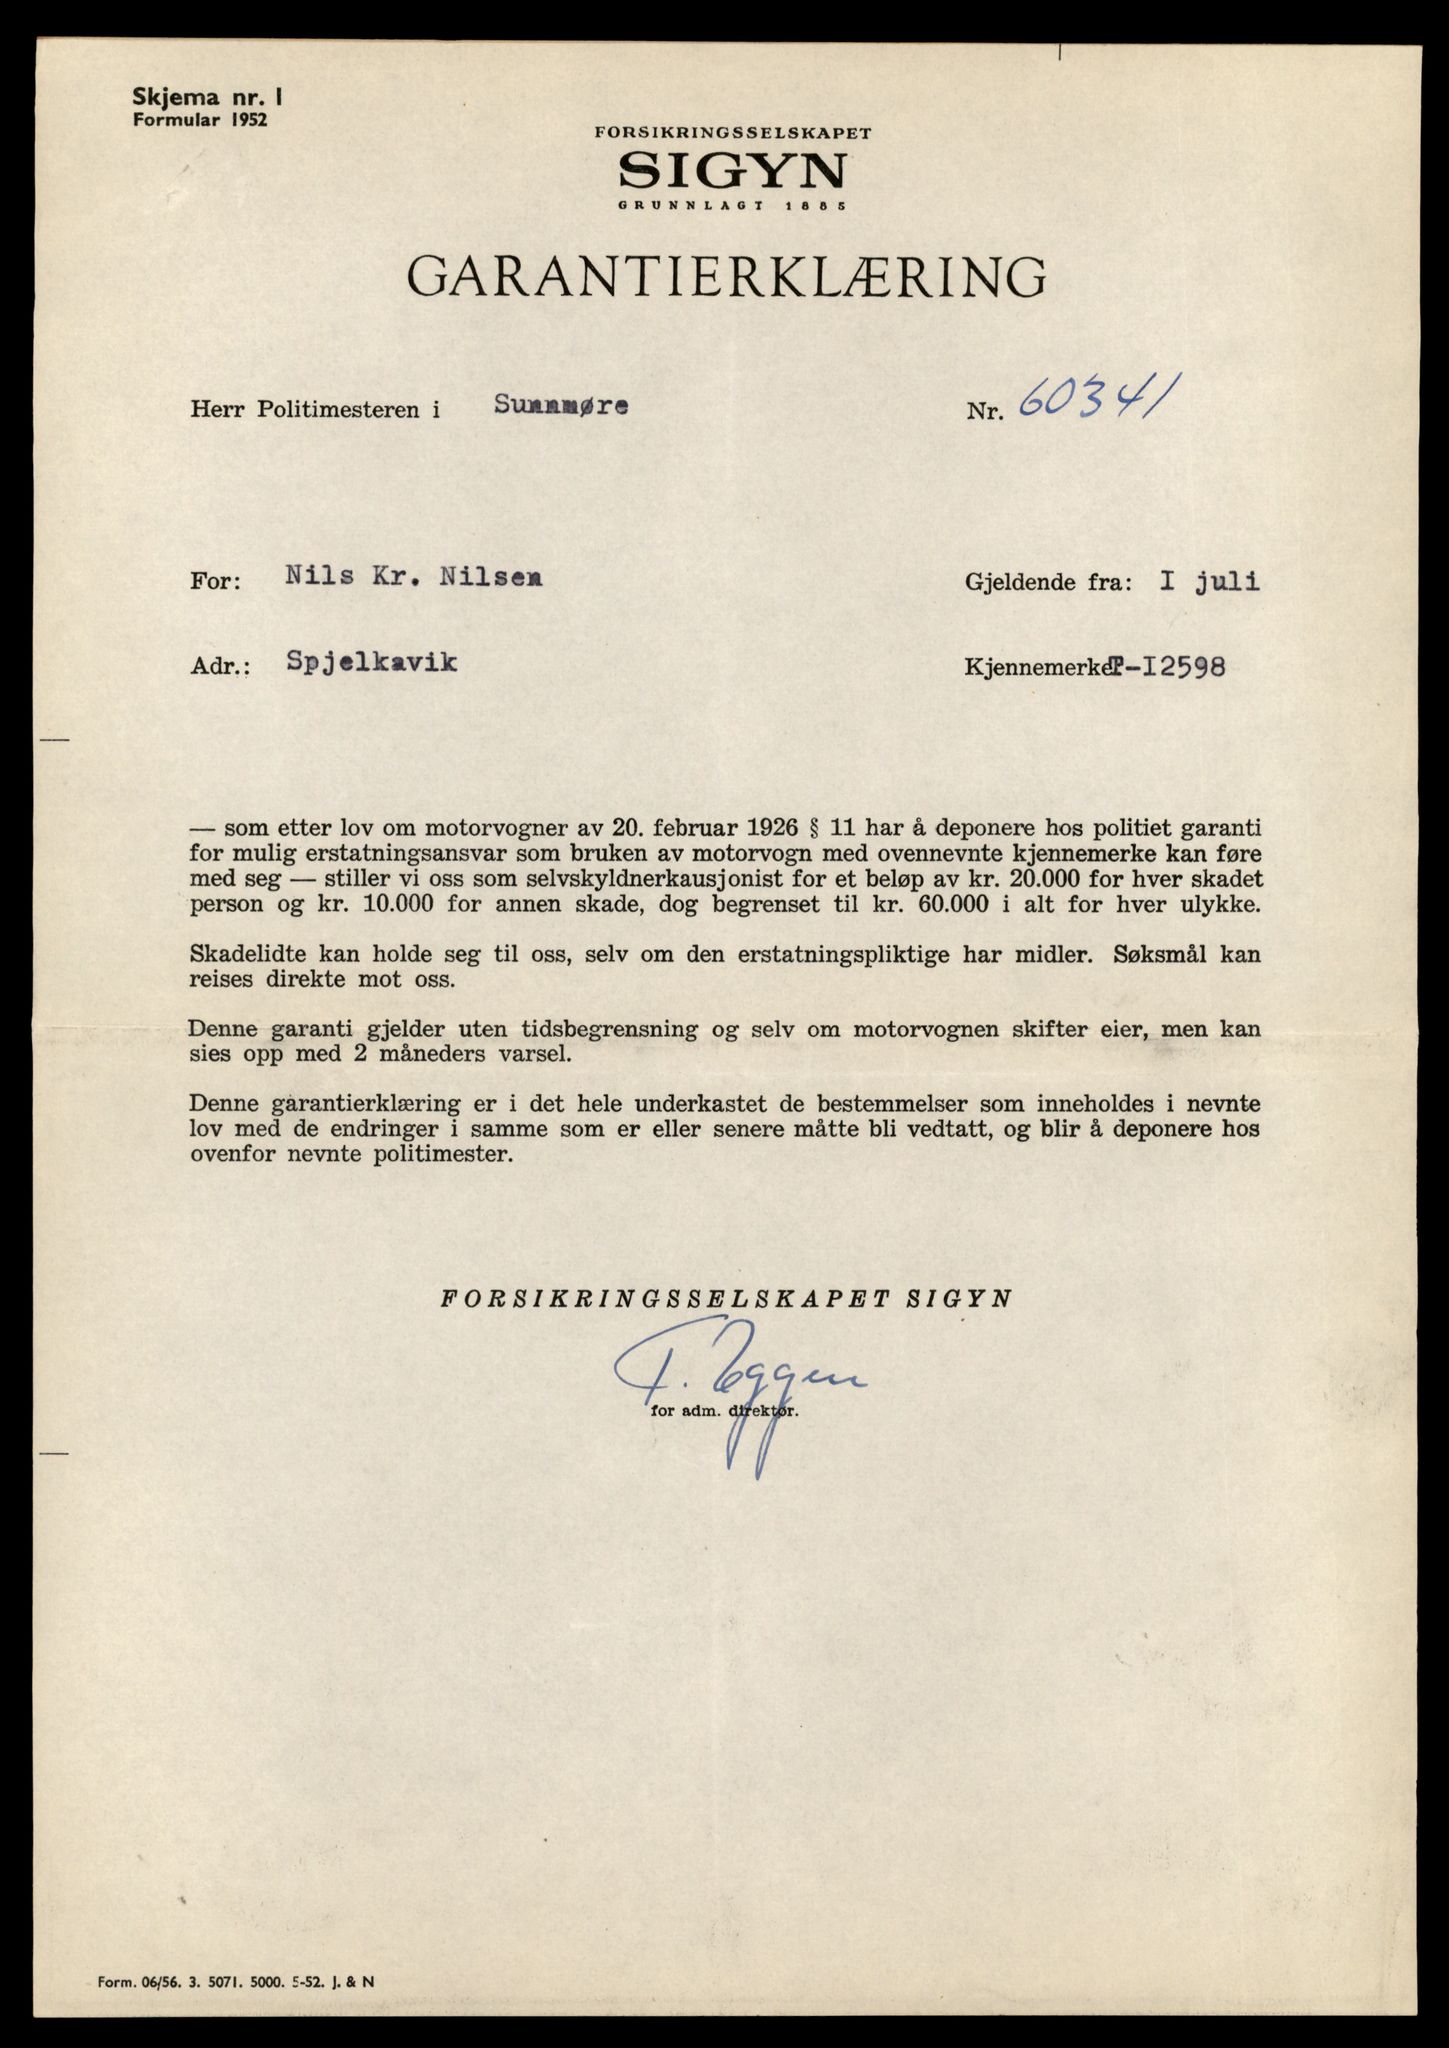 Skjema nr. 1
Formular 1952
FORSIKRINGSSELSKAPET
SIGYN
GRUNNLAGT 1885
GARANTIERKLÆRING
Herr Politimesteren i Sunnmøre Nr. 60341
For: Nils Kr. Nilsen Gjeldende fra: I juli
Adr.: Spjelkavik Kjennemerke T-I2598
— som etter lov om motorvogner av 20. februar 1926 § 11 har å deponere hos politiet garanti
for mulig erstatningsansvar som bruken av motorvogn med ovennevnte kjennemerke kan føre
med seg — stiller vi oss som selvskyldnerkausjonist for et beløp av kr. 20.000 for hver skadet
person og kr. 10.000 for annen skade, dog begrenset til kr. 60.000 i alt for hver ulykke.
Skadelidte kan holde seg til oss, selv om den erstatningspliktige har midler. Søksmål kan
reises direkte mot oss.
Denne garanti gjelder uten tidsbegrensning og selv om motorvognen skifter eier, men kan
sies opp med 2 måneders varsel.
Denne garantierklæring er i det hele underkastet de bestemmelser som inneholdes i nevnte
lov med de endringer i samme som er eller senere måtte bli vedtatt, og blir å deponere hos
ovenfor nevnte politimester.
FORSIKRINGSSELSKAPET SIGYN
T. Eggen
for adm. direktør.
Form. 06/56. 3. 5071. 5000. 5-52. J. & N